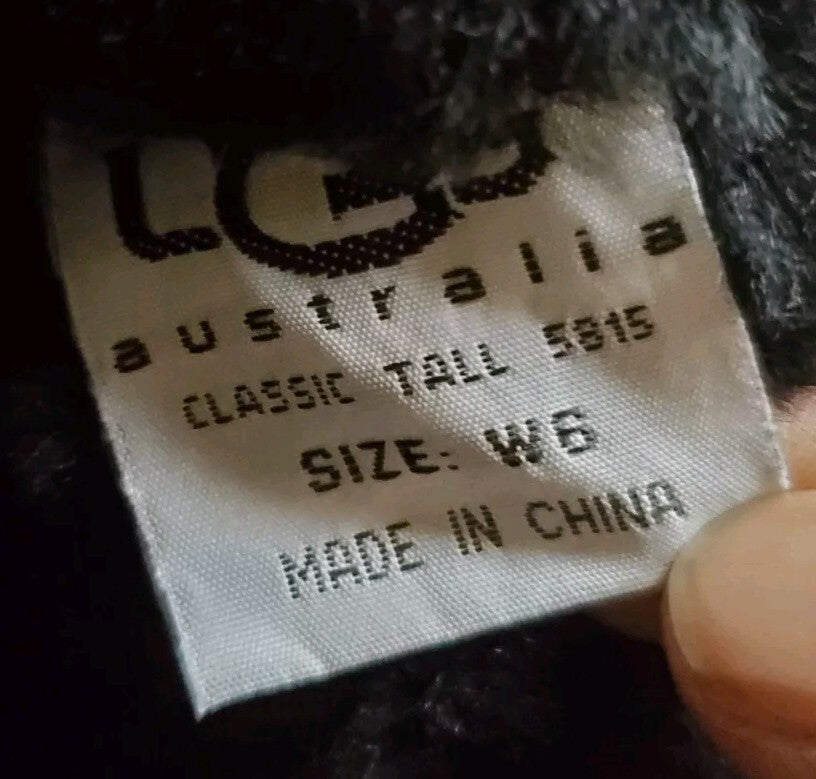 UGG
australia
CLASSIC TALL 5815
SIZE: W6
MADE IN CHINA